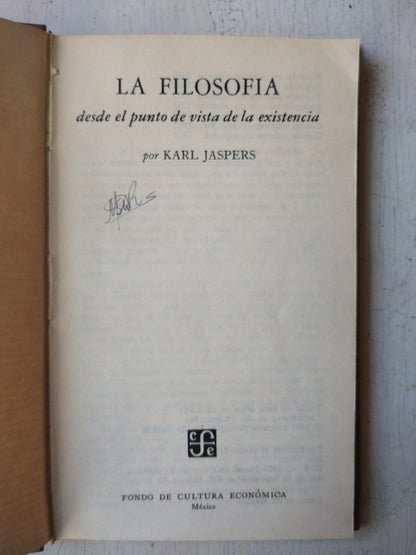 LA FILOSOFIA
desde el punto de vista de la existencia
por KARL JASPERS
FONDO DE CULTURA ECONÓMICA
México